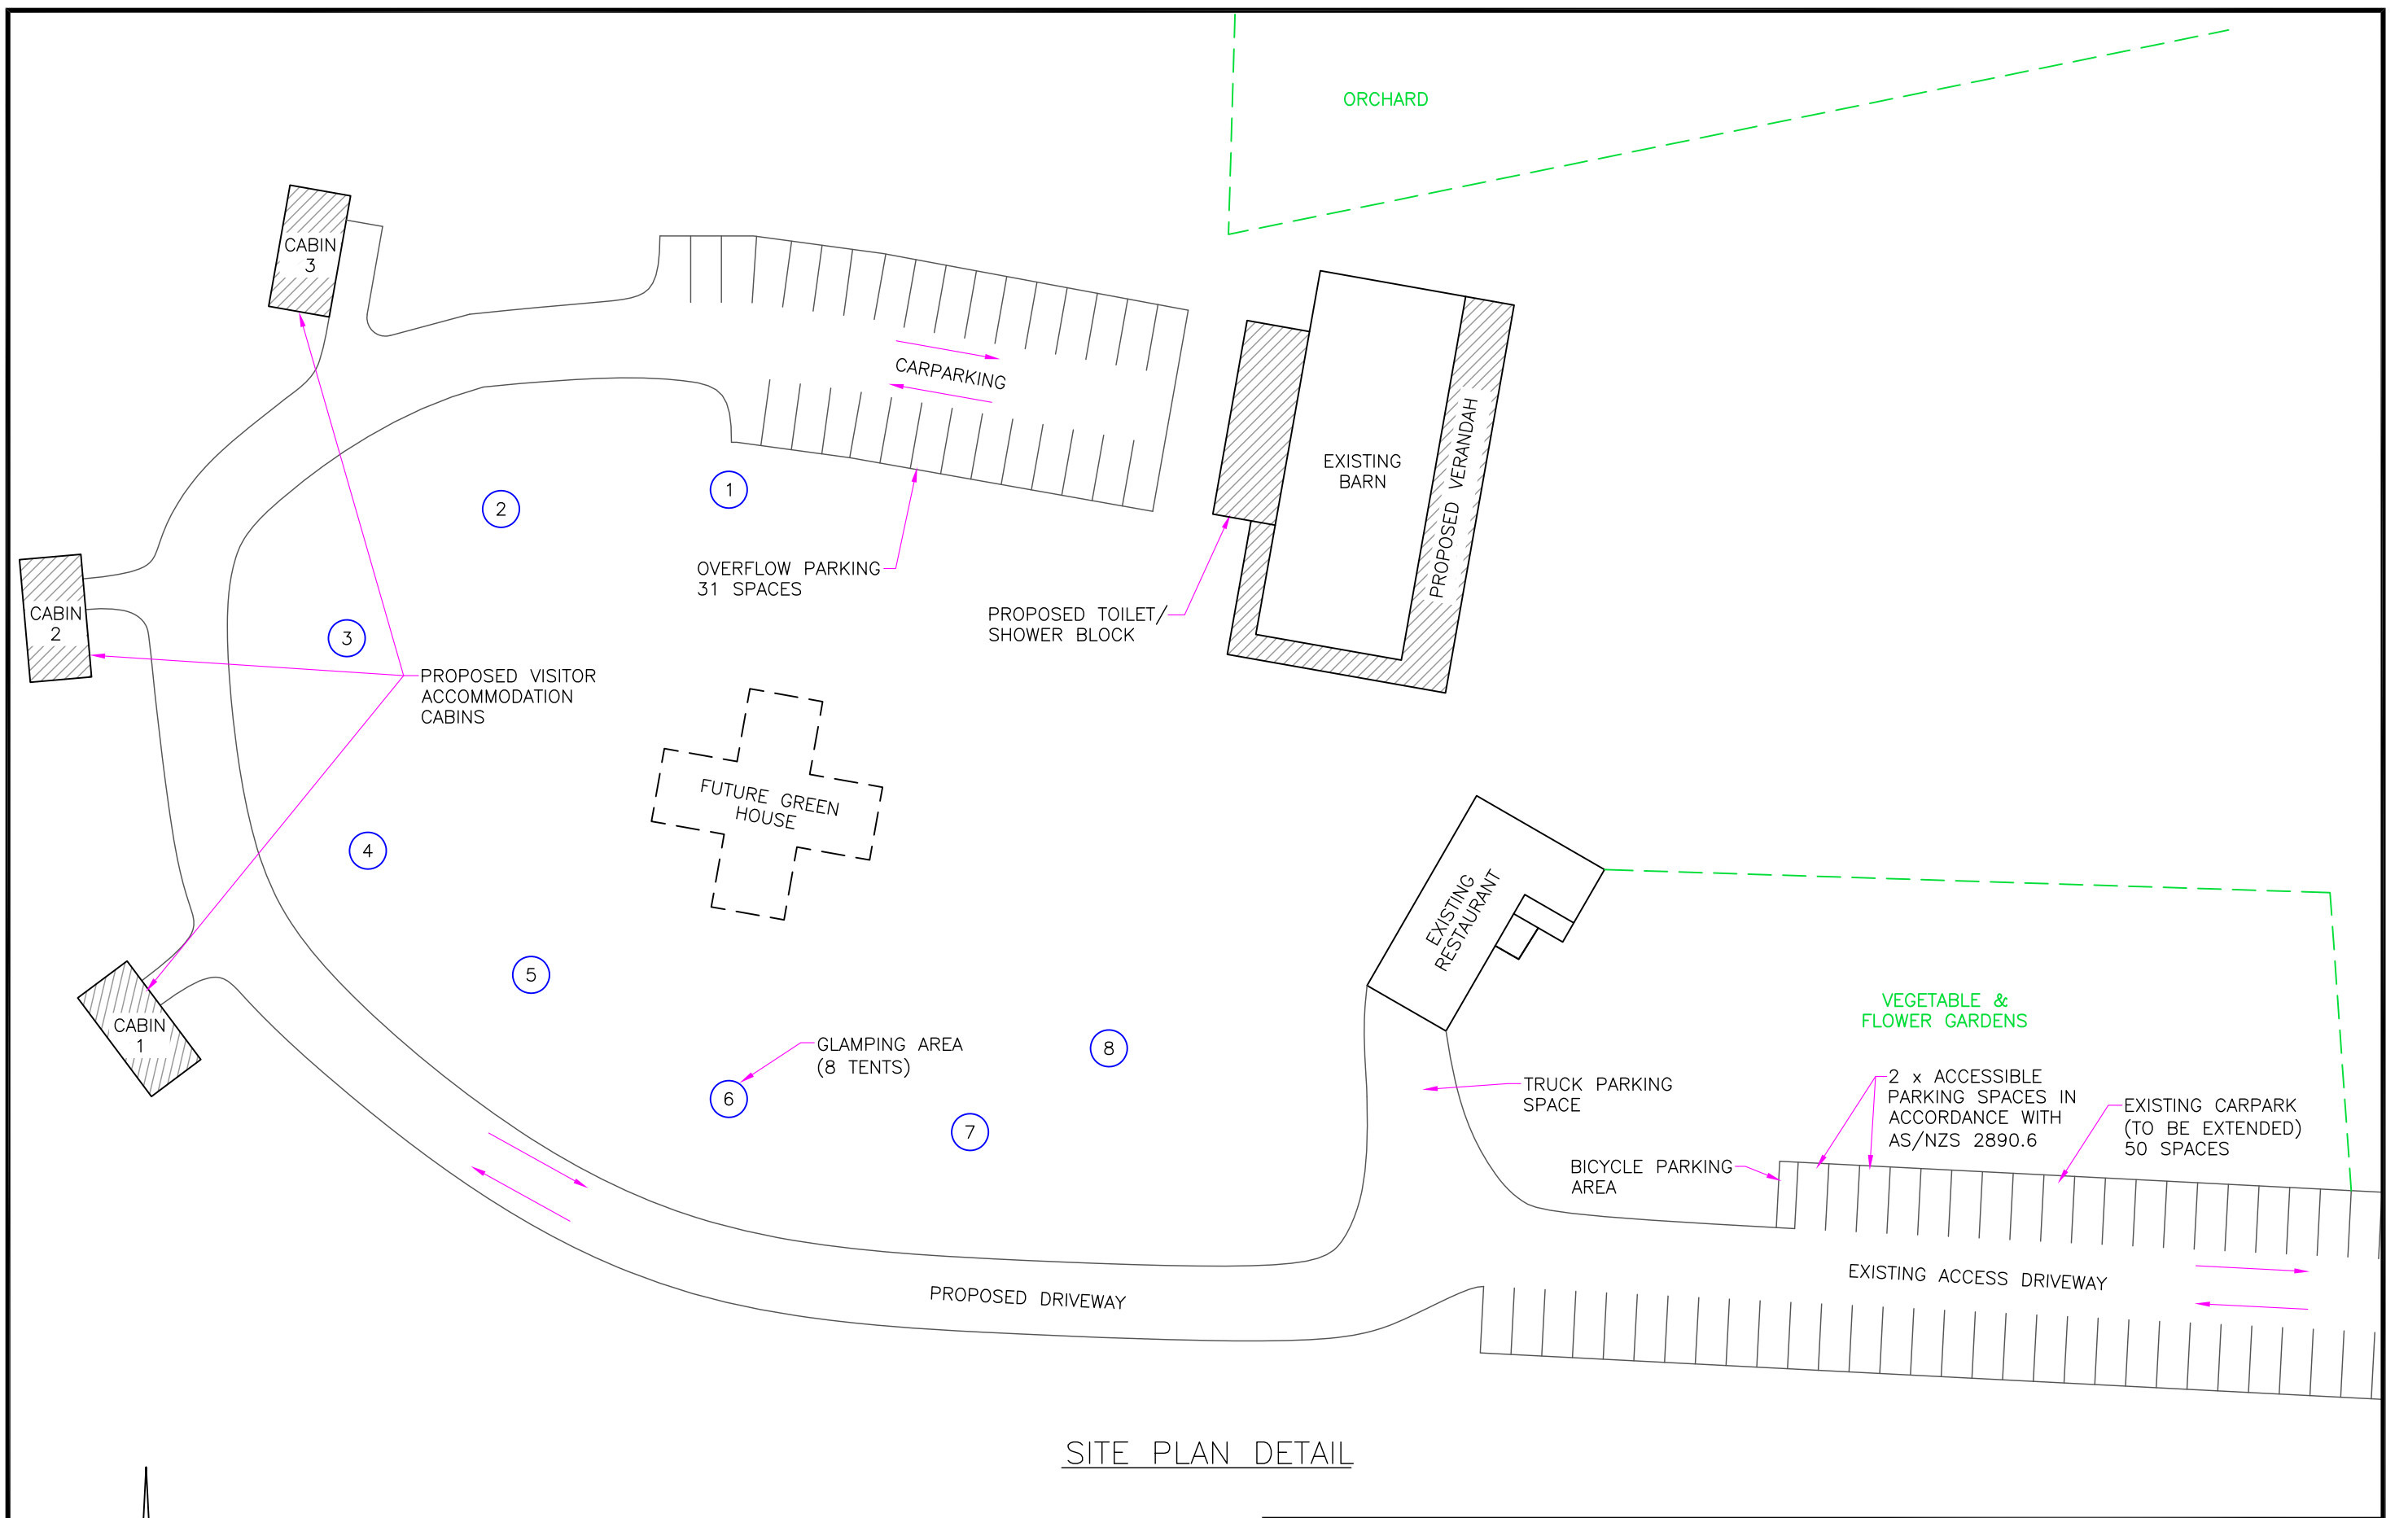 ORCHARD
CABIN
3
CARPARKING
EXISTING
BARN
PROPOSED VERANDAH
1
2
OVERFLOW PARKING
31 SPACES
PROPOSED TOILET/
SHOWER BLOCK
CABIN
2
3
PROPOSED VISITOR
ACCOMMODATION
CABINS
FUTURE GREEN
HOUSE
4
EXISTING
RESTAURANT
5
CABIN
1
GLAMPING AREA
(8 TENTS)
6
7
8
VEGETABLE &
FLOWER GARDENS
TRUCK PARKING
SPACE
2 x ACCESSIBLE
PARKING SPACES IN
ACCORDANCE WITH
AS/NZS 2890.6
EXISTING CARPARK
(TO BE EXTENDED)
50 SPACES
BICYCLE PARKING
AREA
PROPOSED DRIVEWAY
EXISTING ACCESS DRIVEWAY
SITE PLAN DETAIL